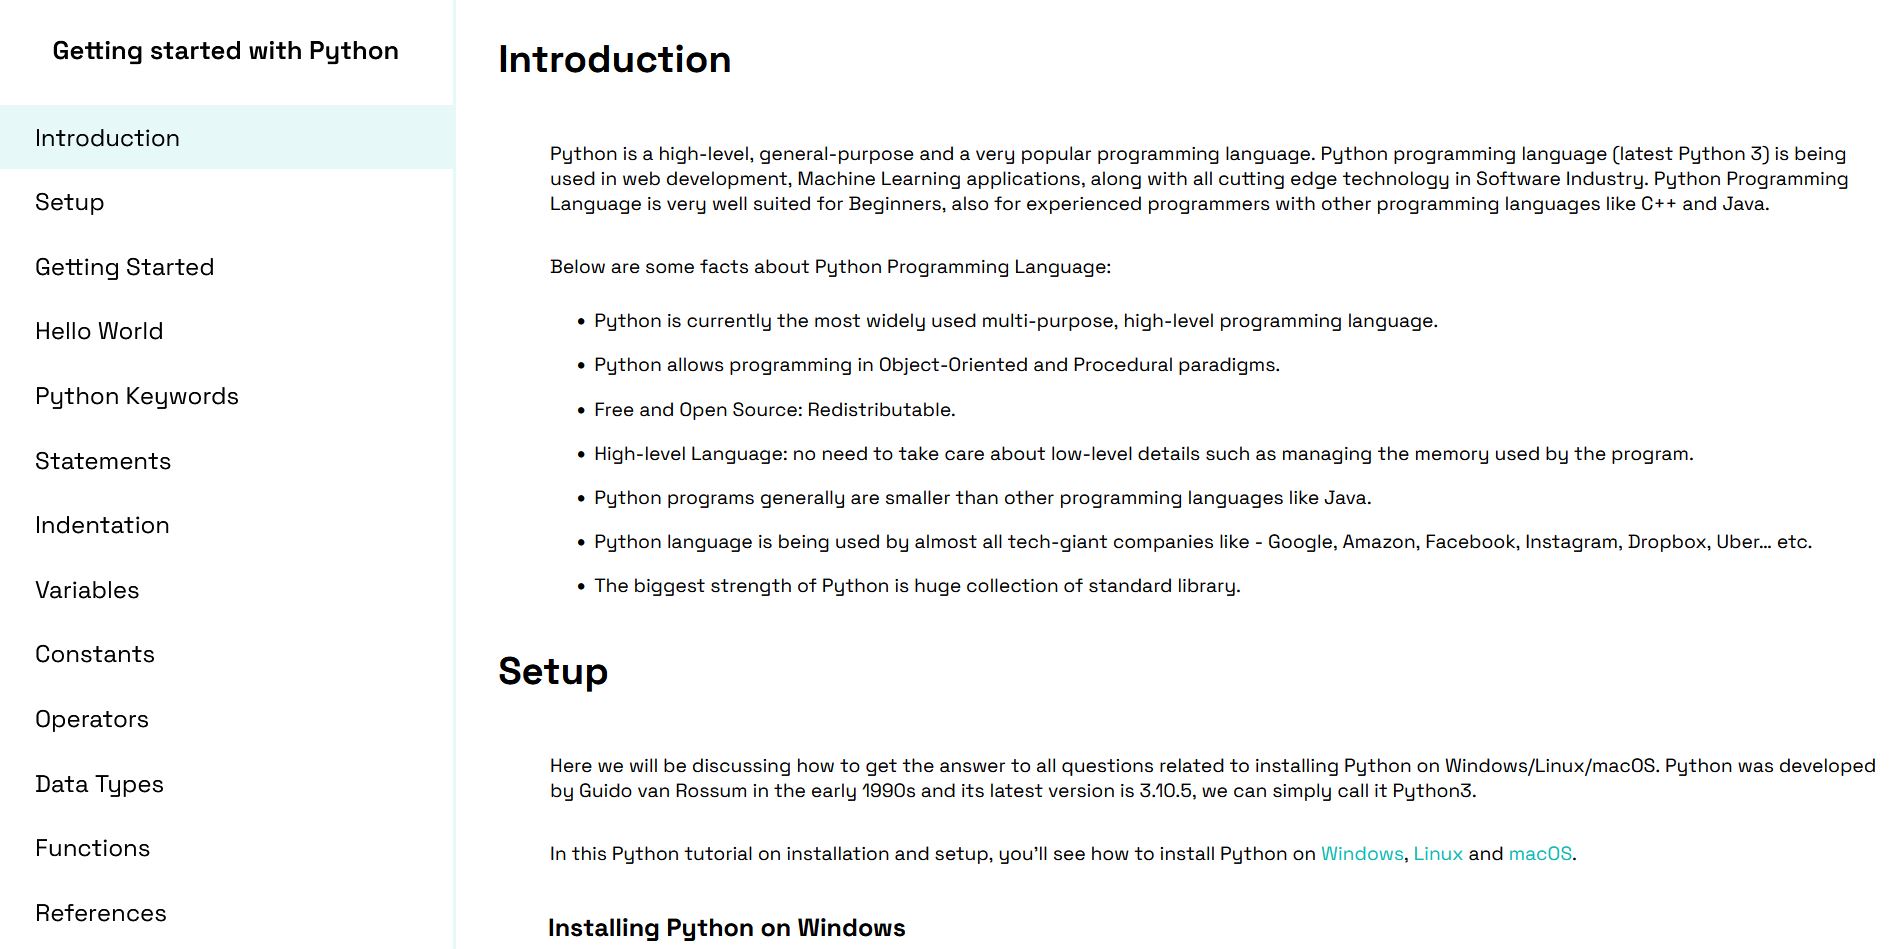 Getting started with Python
Introduction
Setup
Getting Started
Hello World
Python Keywords
Statements
Indentation
Variables
Constants
Operators
Data Types
Functions
References
Introduction
Python is a high-level, general-purpose and a very popular programming language. Python programming language (latest Python 3) is being
used in web development, Machine Learning applications, along with all cutting edge technology in Software Industry. Python Programming
Language is very well suited for Beginners, also for experienced programmers with other programming languages like C++ and Java.
Below are some facts about Python Programming Language:
• Python is currently the most widely used multi-purpose, high-level programming language.
• Python allows programming in Object-Oriented and Procedural paradigms.
• Free and Open Source: Redistributable.
• High-level Language: no need to take care about low-level details such as managing the memory used by the program.
• Python programs generally are smaller than other programming languages like Java.
• Python language is being used by almost all tech-giant companies like - Google, Amazon, Facebook, Instagram, Dropbox, Uber… etc.
• The biggest strength of Python is huge collection of standard library.
Setup
Here we will be discussing how to get the answer to all questions related to installing Python on Windows/Linux/macOS. Python was developed
by Guido van Rossum in the early 1990s and its latest version is 3.10.5, we can simply call it Python3.
In this Python tutorial on installation and setup, you’ll see how to install Python on Windows, Linux and macOS.
Installing Python on Windows